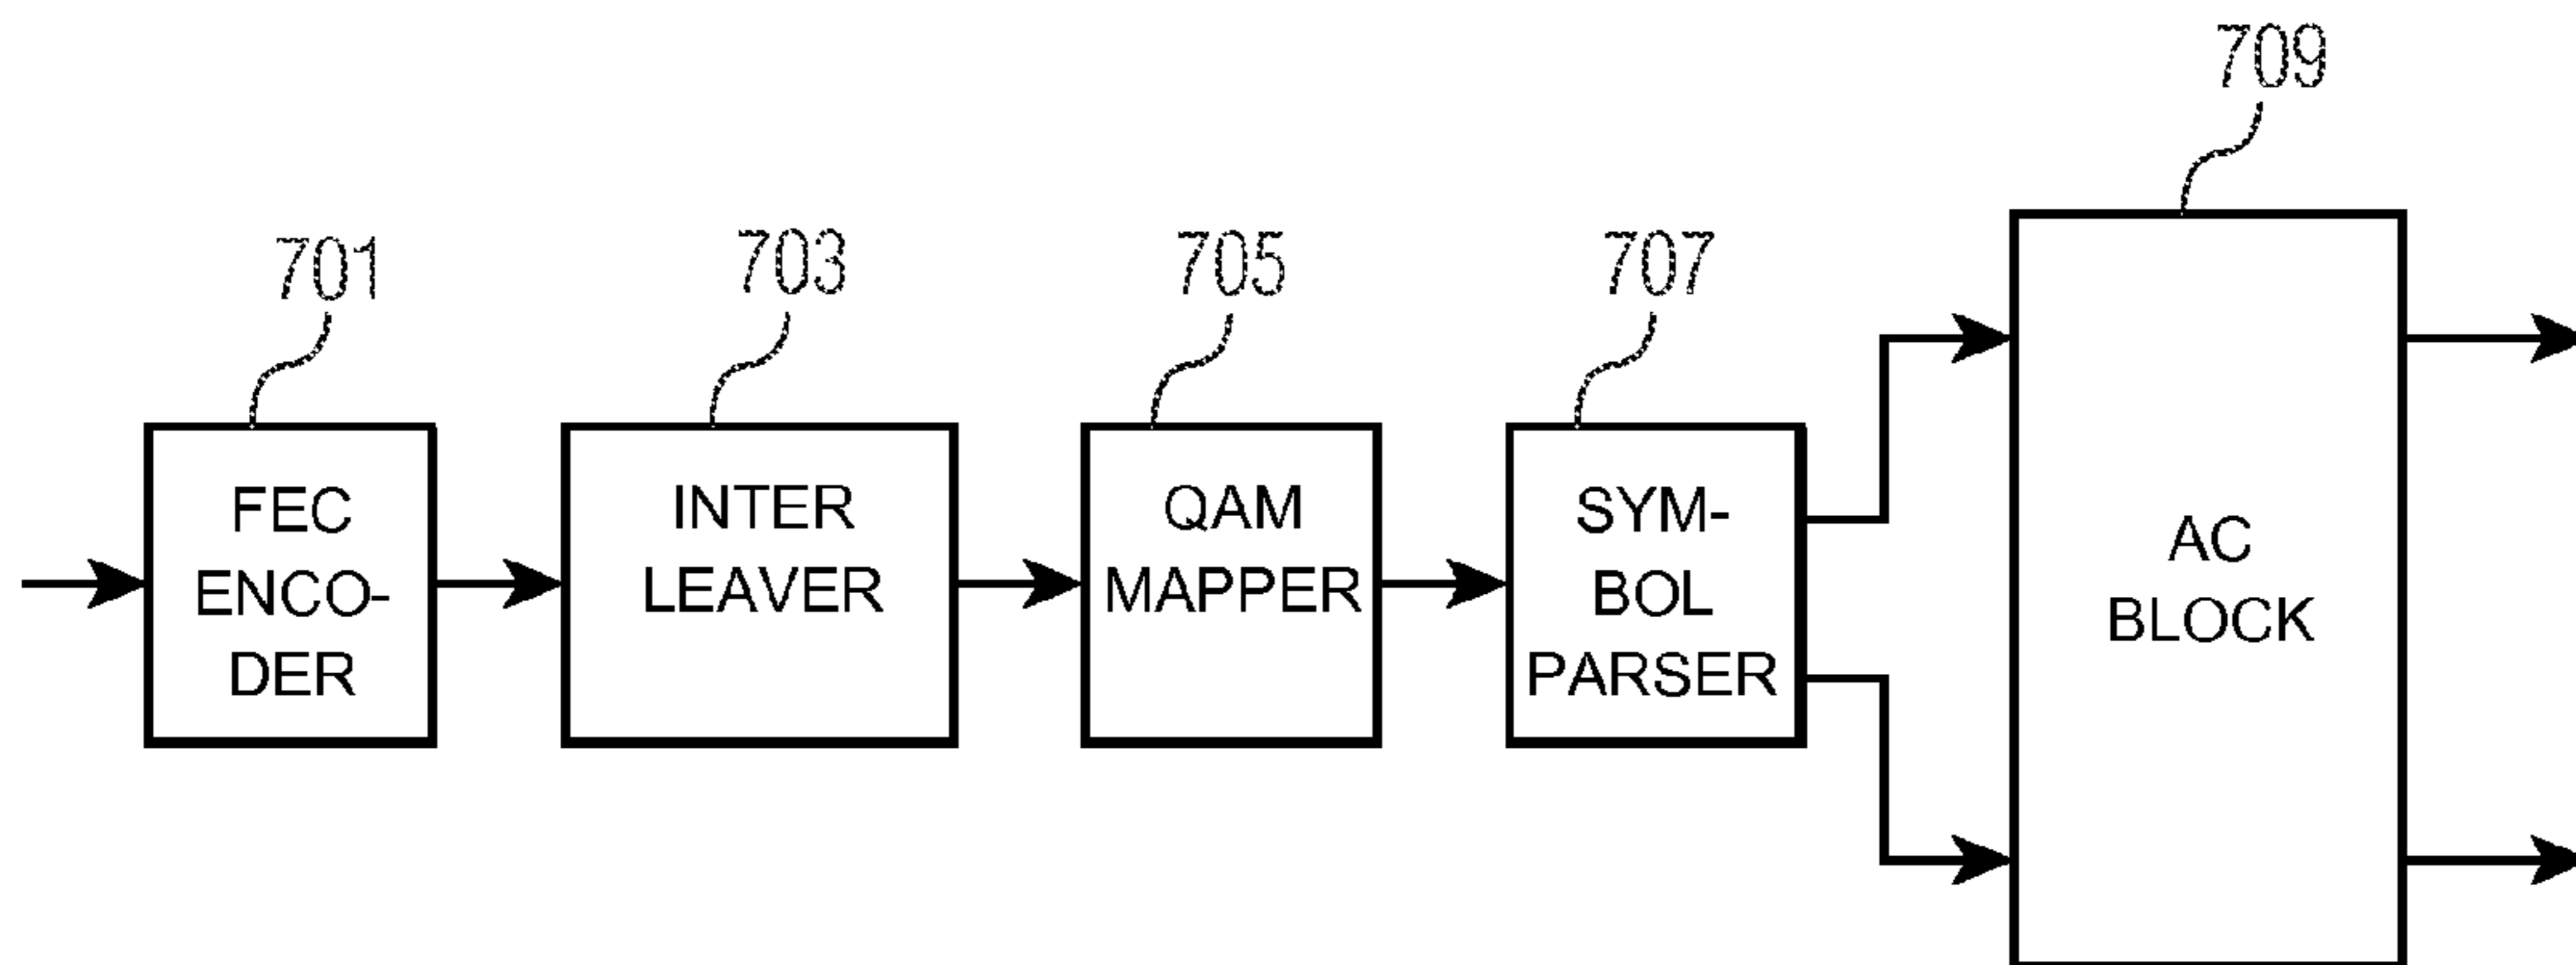 709
701
703
705
707
FEC
ENCO-
DER
INTER
LEAVER
QAM
MAPPER
SYM-
BOL
PARSER
AC
BLOCK